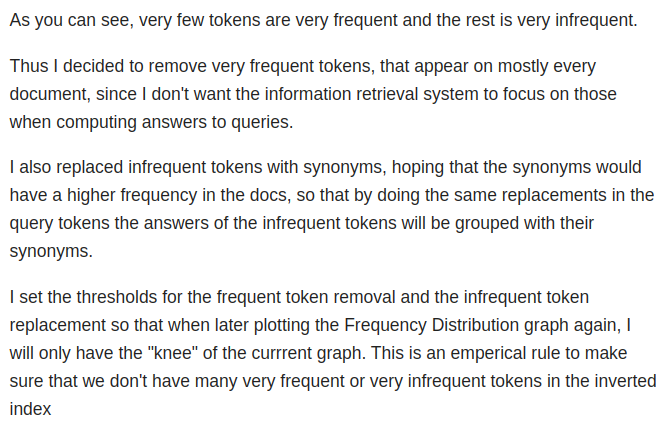 As you can see, very few tokens are very frequent and the rest is very infrequent.
Thus I decided to remove very frequent tokens, that appear on mostly every
document, since I don't want the information retrieval system to focus on those
when computing answers to queries.
I also replaced infrequent tokens with synonyms, hoping that the synonyms would
have a higher frequency in the docs, so that by doing the same replacements in the
query tokens the answers of the infrequent tokens will be grouped with their
synonyms.
I set the thresholds for the frequent token removal and the infrequent token
replacement so that when later plotting the Frequency Distribution graph again, I
will only have the "knee" of the currrent graph. This is an emperical rule to make
sure that we don't have many very frequent or very infrequent tokens in the inverted
index